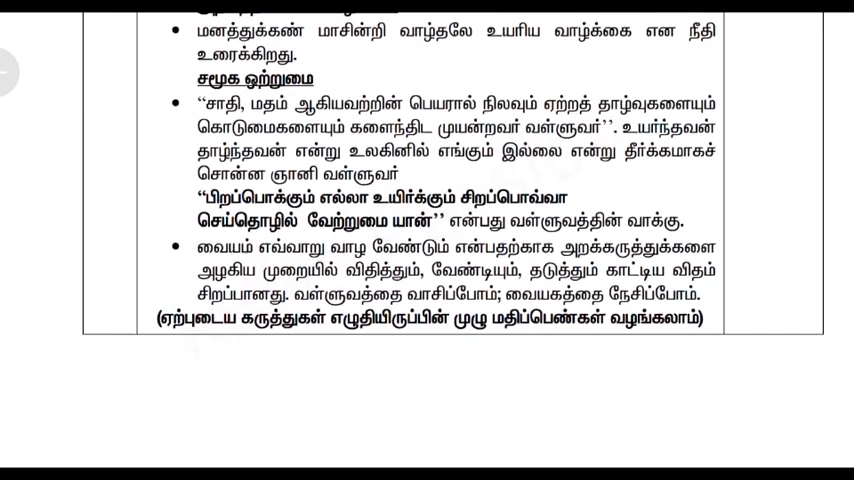 மனத்துக்கண் மாசின்றி வாழ்தலே உயரிய வாழ்க்கை என நீதி
உரைக்கிறது.
சமூக ஒற்றுமை
“சாதி, மதம் ஆகியவற்றின் பெயரால் நிலவும் ஏற்றத் தாழ்வுகளையும்
கொடுமைகளையும் களைந்திட முயன்றவர் வள்ளுவர்’’. உயர்ந்தவன்
தாழ்ந்தவன் என்று உலகினில் எங்கும் இல்லை என்று தீர்க்கமாகச்
சொன்ன ஞானி வள்ளுவர்
“பிறப்பொக்கும் எல்லா உயிர்க்கும் சிறப்பொவ்வா
செய்தொழில் வேற்றுமை யான்’’ என்பது வள்ளுவத்தின் வாக்கு.
வையம் எவ்வாறு வாழ வேண்டும் என்பதற்காக அறக்கருத்துக்களை
அழகிய முறையில் விதித்தும், வேண்டியும், தடுத்தும் காட்டிய விதம்
சிறப்பானது. வள்ளுவத்தை வாசிப்போம்; வையகத்தை நேசிப்போம்.
(ஏற்புடைய கருத்துகள் எழுதியிருப்பின் முழு மதிப்பெண்கள் வழங்கலாம்)